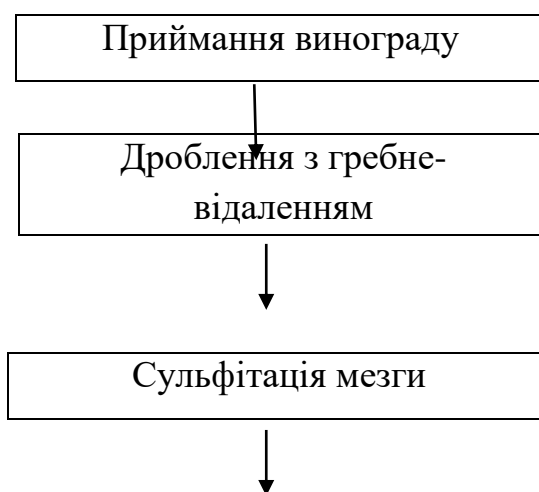 Приймання винограду
Дроблення з гребне-
відаленням
Сульфітація мезги